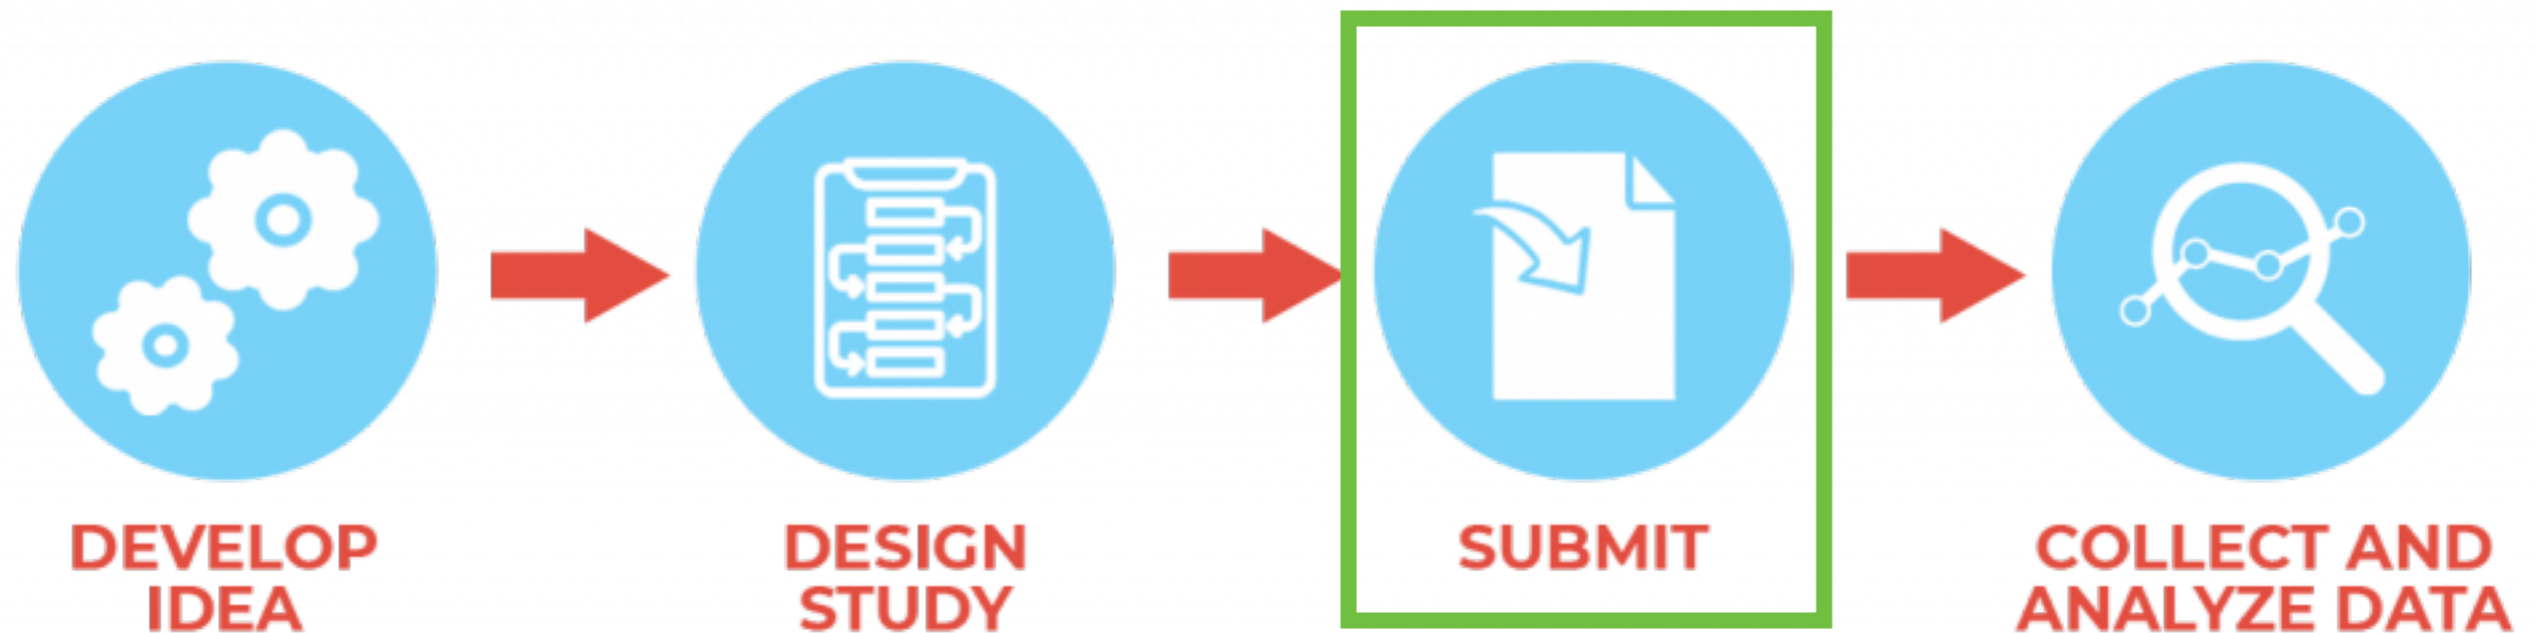 DEVELOP
IDEA
DESIGN
STUDY
SUBMIT
COLLECT AND
ANALYZE DATA